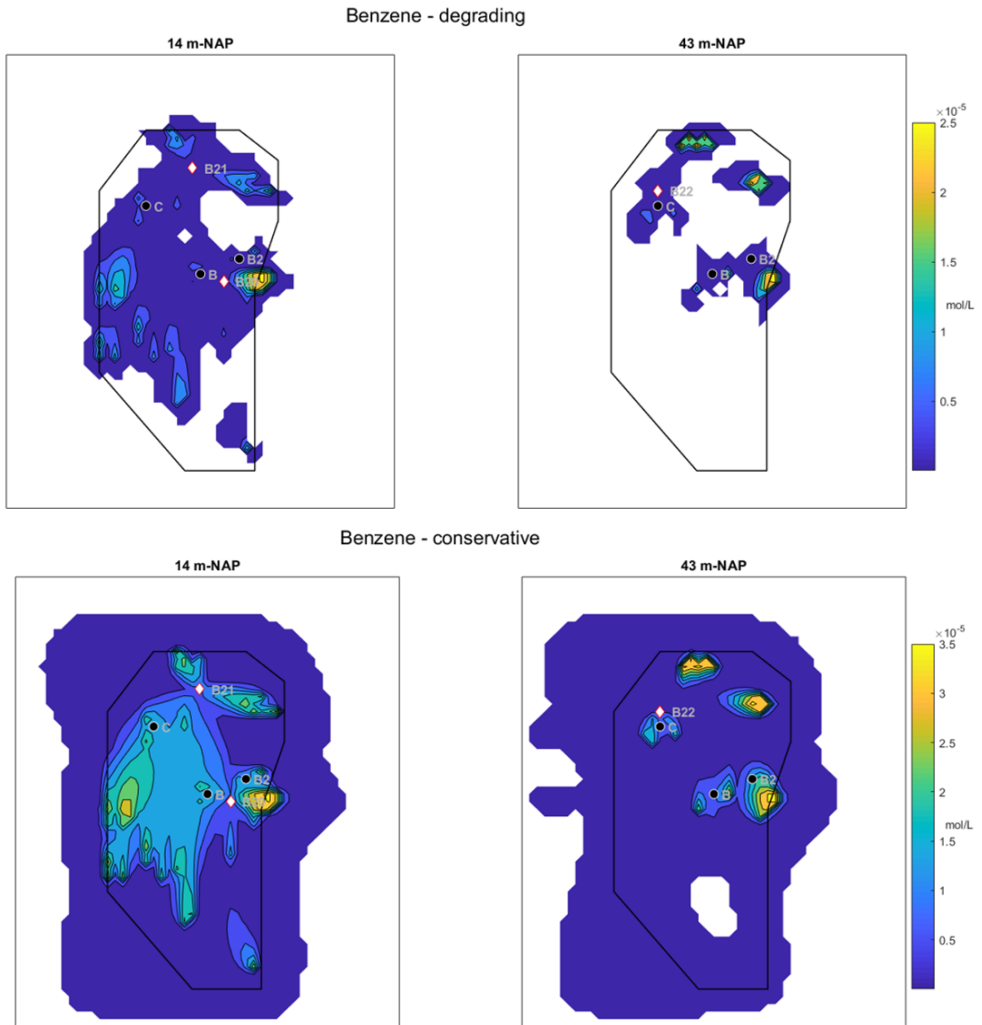 Benzene - degrading
14 m-NAP
43 m-NAP
×10⁻⁵
2.5
2
1.5
mol/L
1
0.5
B21
C
B2
B
B22
C
B2
B
Benzene - conservative
14 m-NAP
43 m-NAP
×10⁻⁵
3.5
3
2.5
2
mol/L
1.5
1
0.5
B21
C
B2
B
B22
C
B2
B